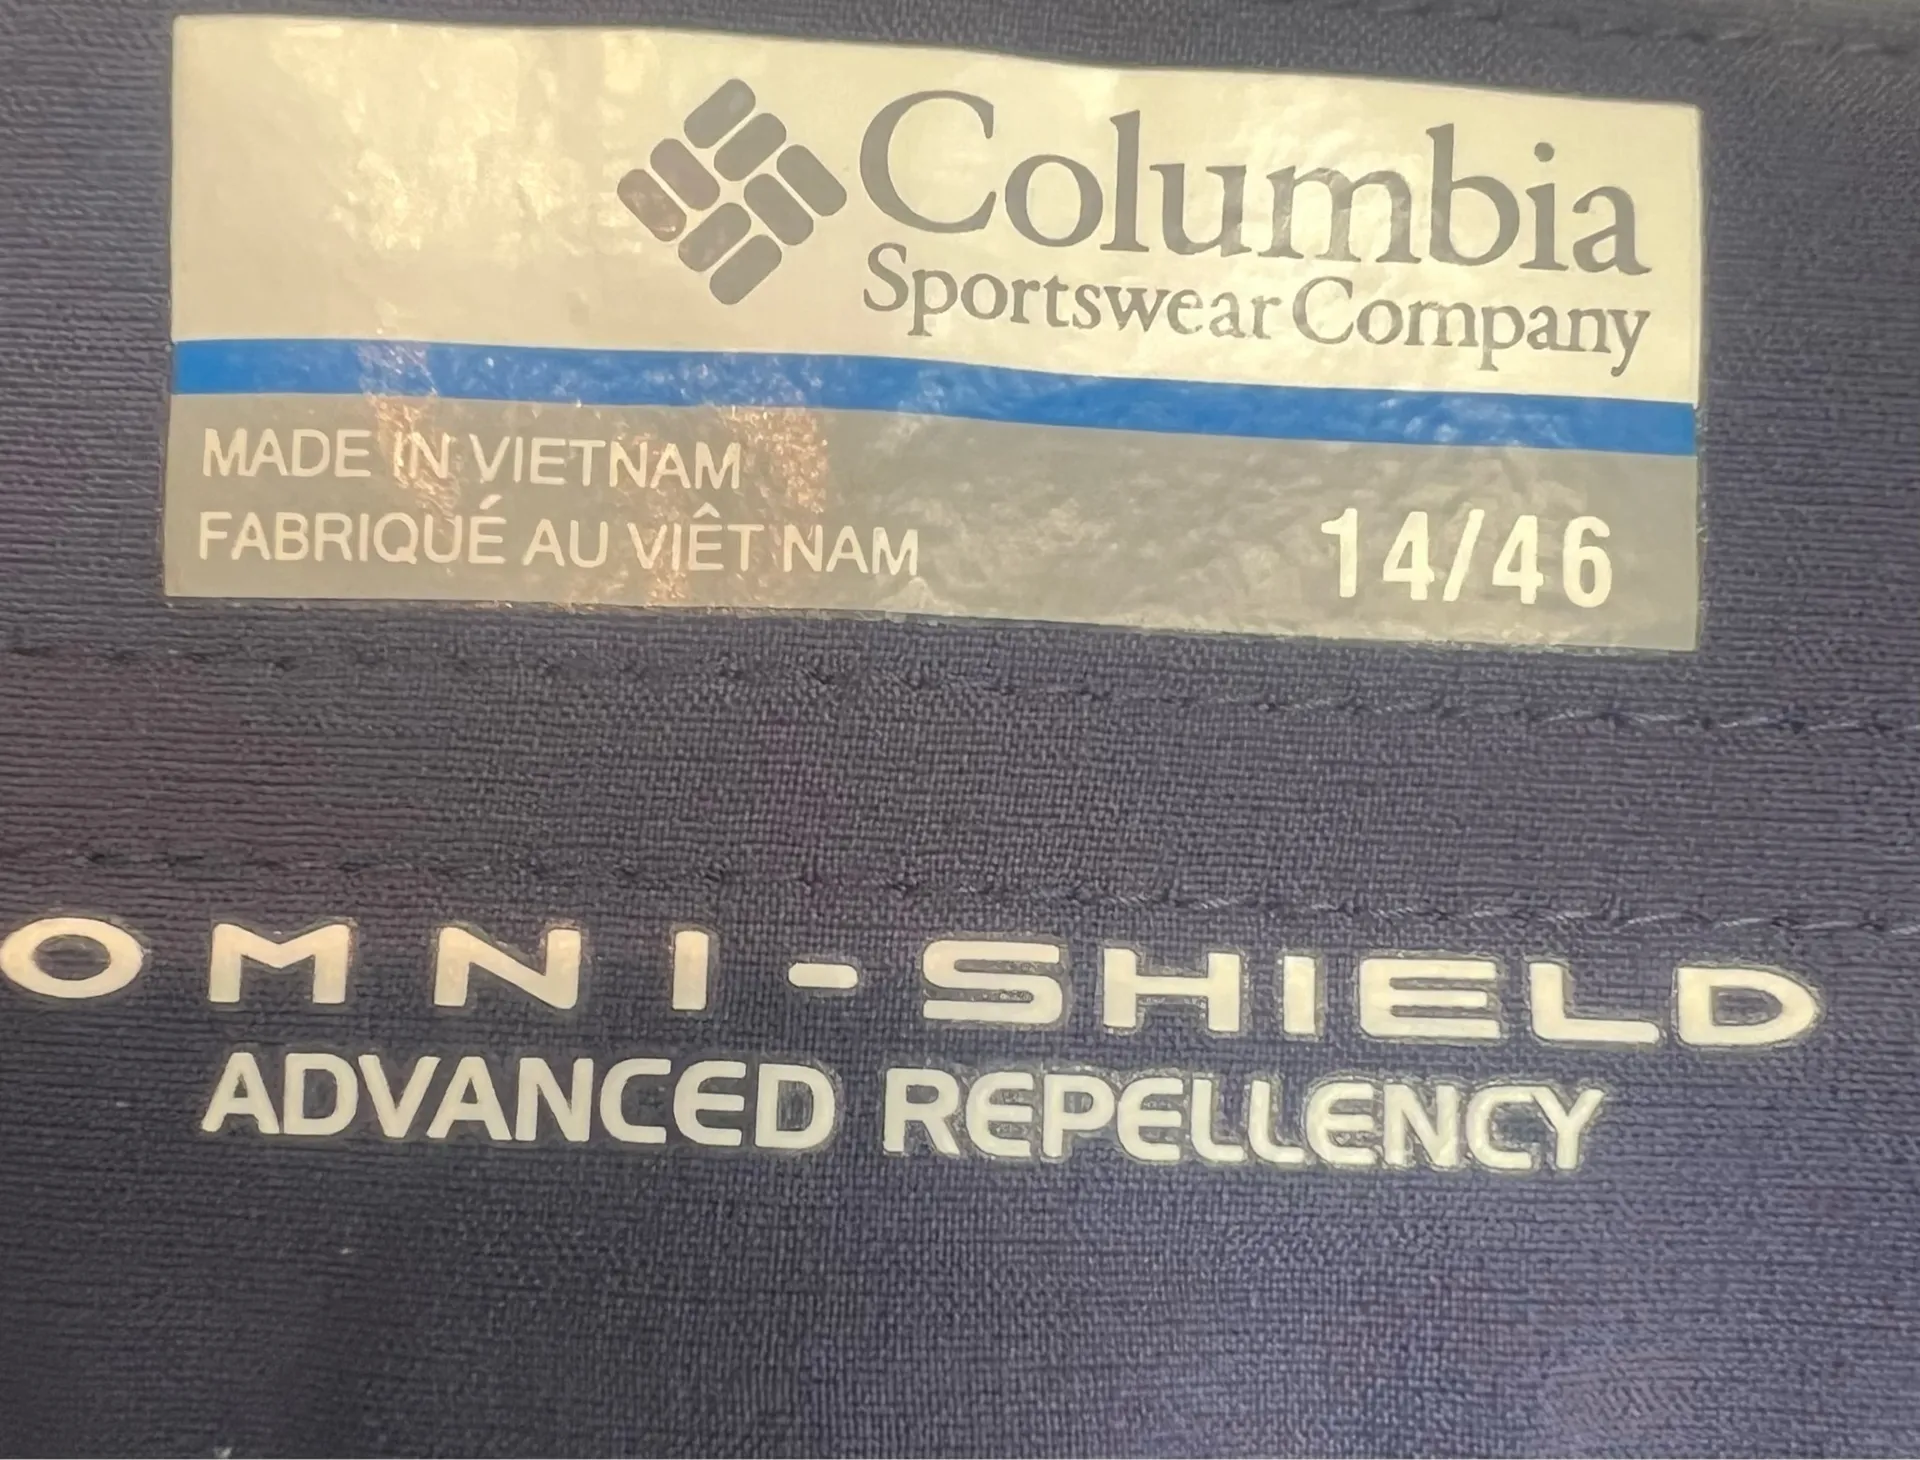 Columbia
Sportswear Company
MADE IN VIETNAM
FABRIQUÉ AU VIÊT NAM
14/46
OMNI-SHIELD
ADVANCED REPELLENCY